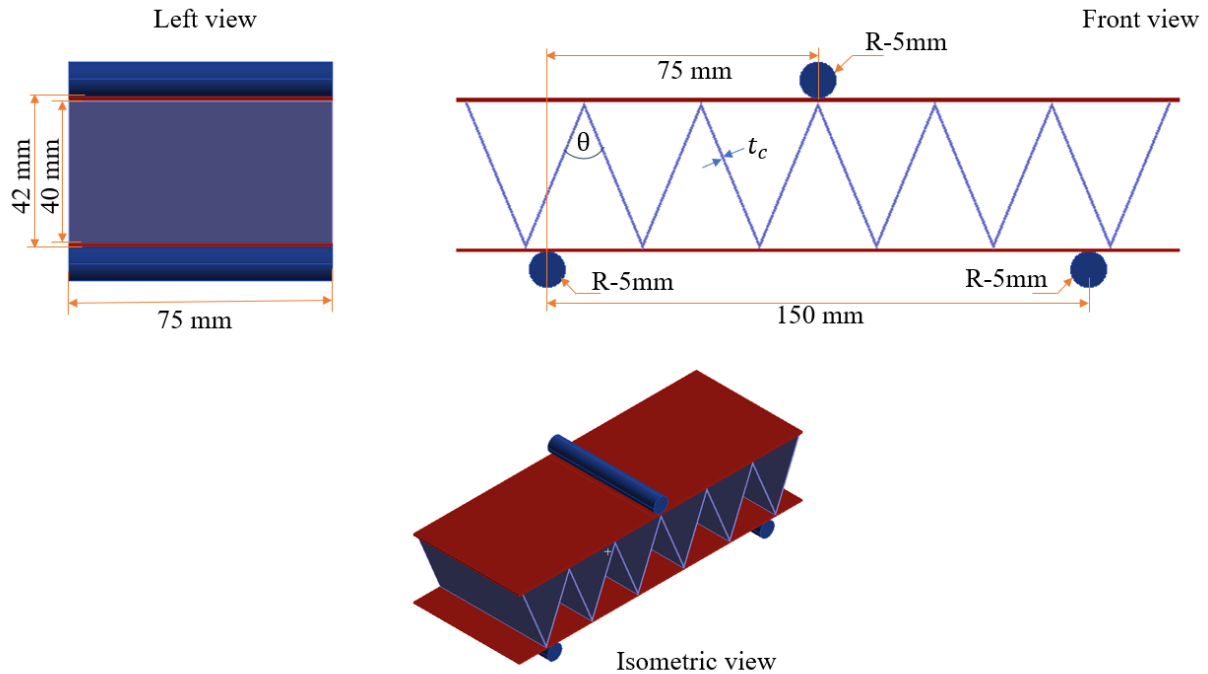 Left view
Front view
R-5mm
75 mm
θ
t_c
42 mm
40 mm
R-5mm
R-5mm
75 mm
150 mm
Isometric view